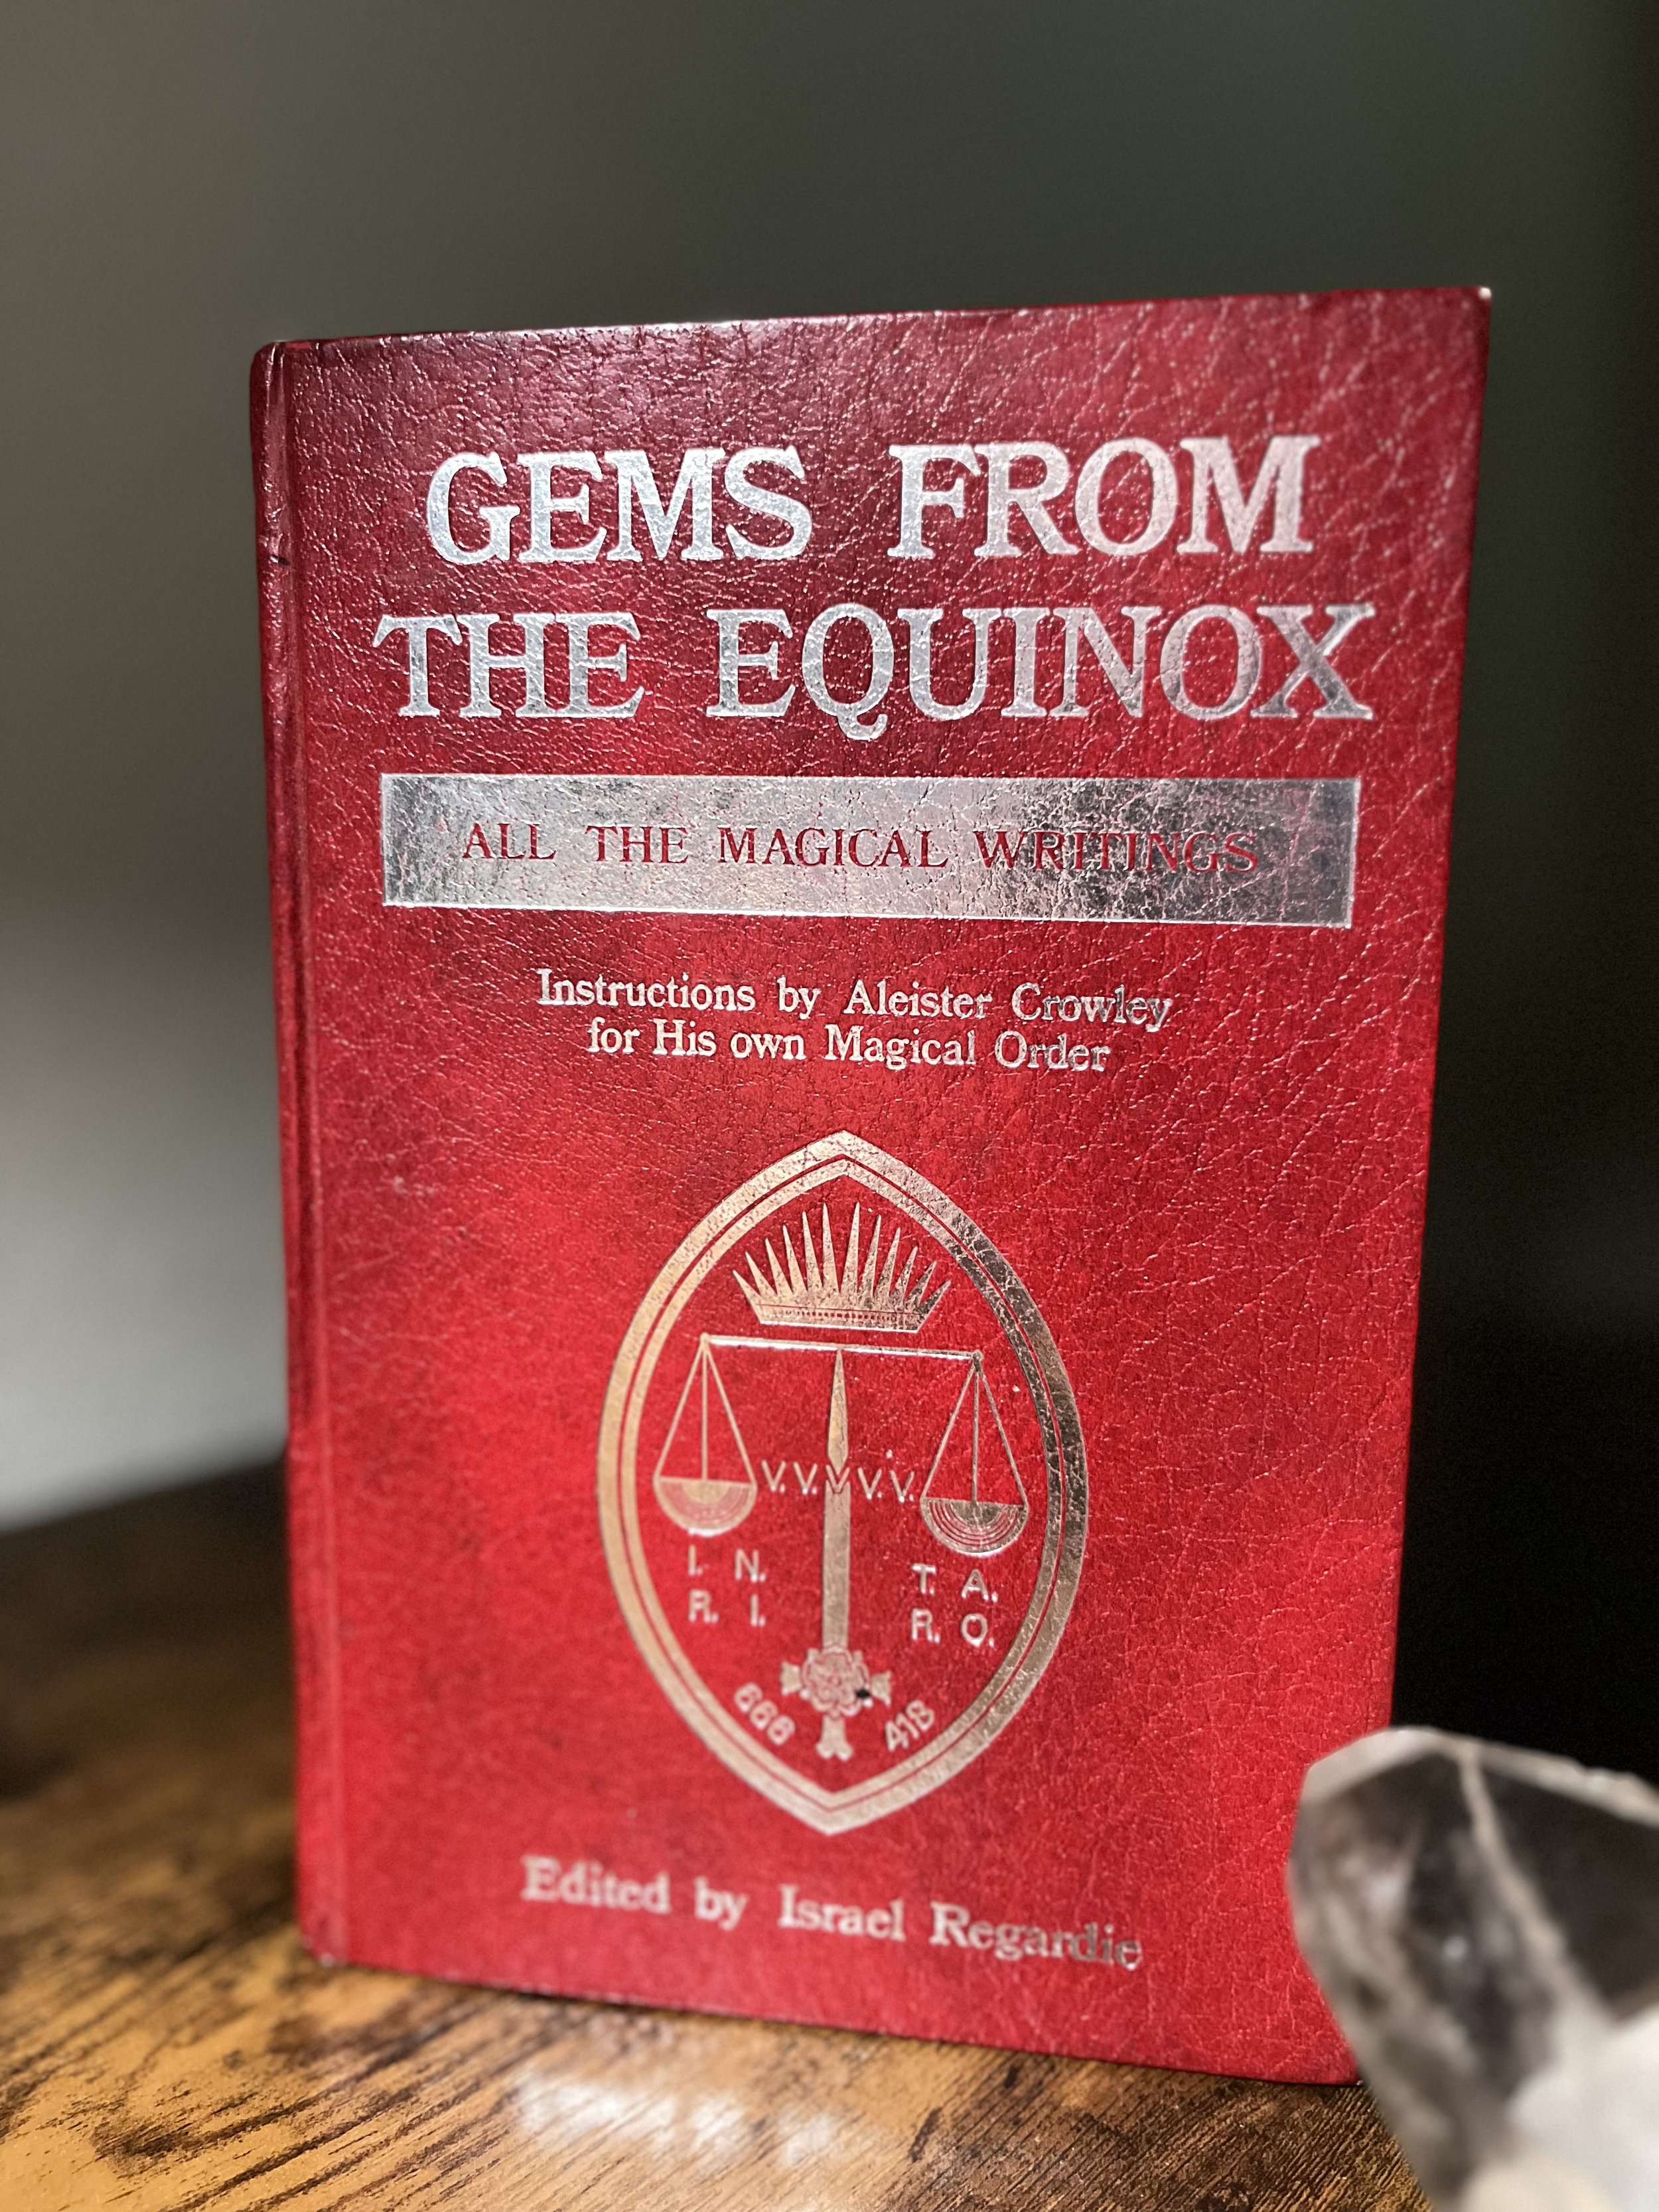 GEMS FROM
THE EQUINOX
ALL THE MAGICAL WRITINGS
Instructions by Aleister Crowley
for His own Magical Order
V.V.V.V.V.
I. N.
R. I.
T. A.
R. O.
666
418
Edited by Israel Regardie